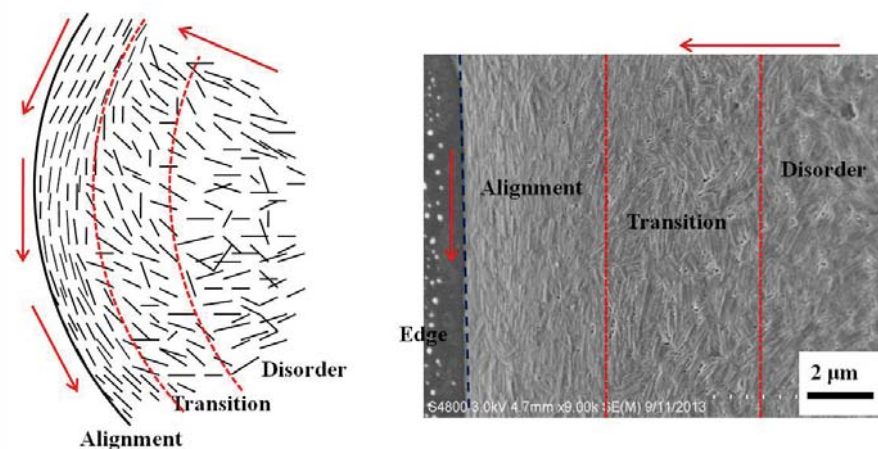 Disorder
Transition
Alignment
Alignment
Transition
Disorder
Edge
2 μm
S4800 3.0kV 4.7mm x9.00k SE(M) 9/11/2013